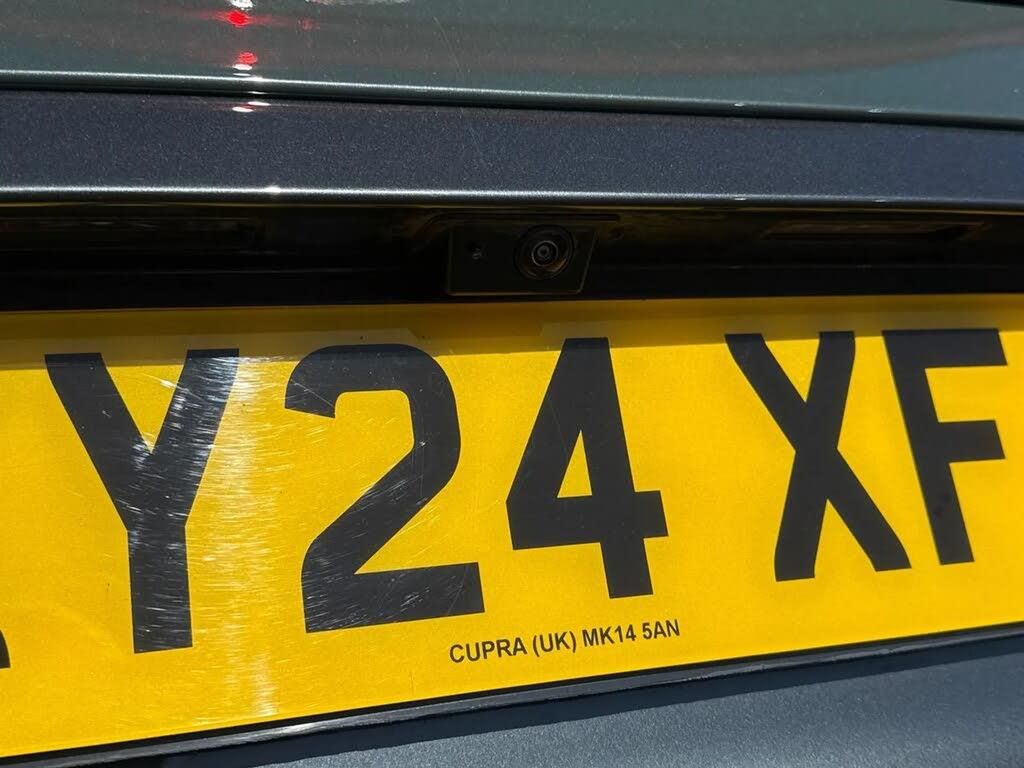 Y24 XF
CUPRA (UK) MK14 5AN